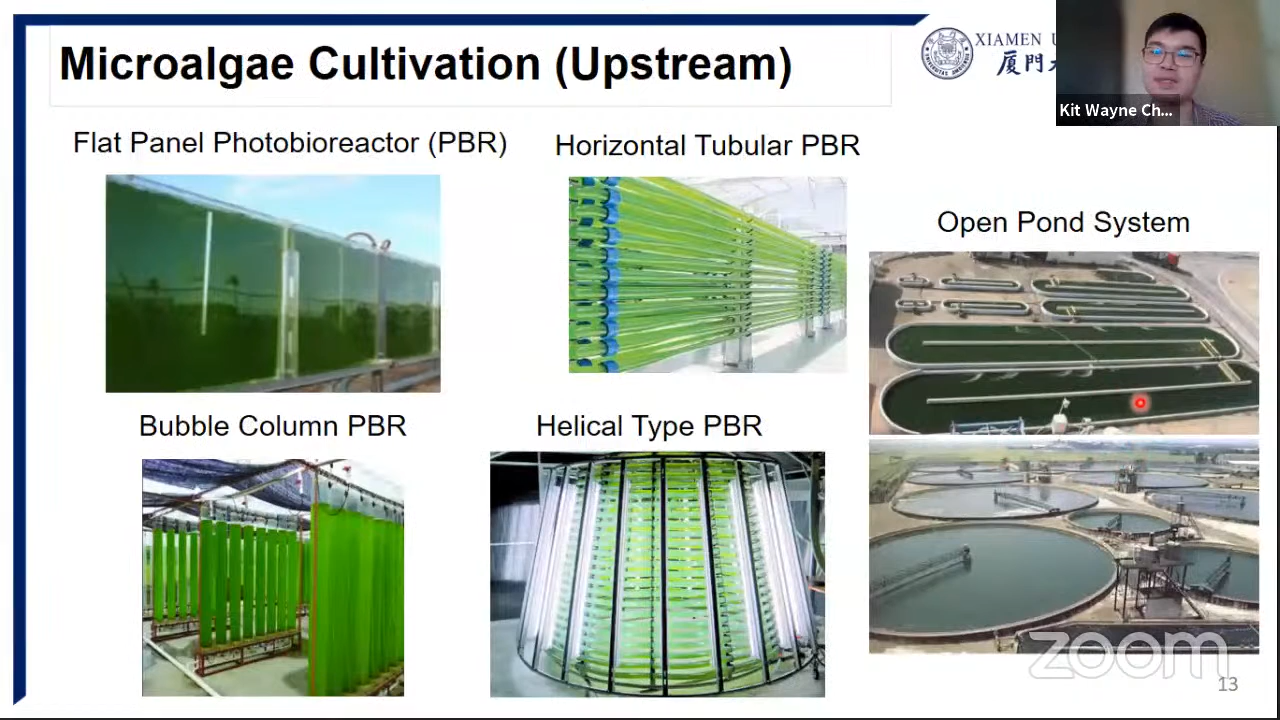 Microalgae Cultivation (Upstream)
XIAMEN U
廈門大
Kit Wayne Ch...
Flat Panel Photobioreactor (PBR)
Horizontal Tubular PBR
Open Pond System
Bubble Column PBR
Helical Type PBR
zoom
13